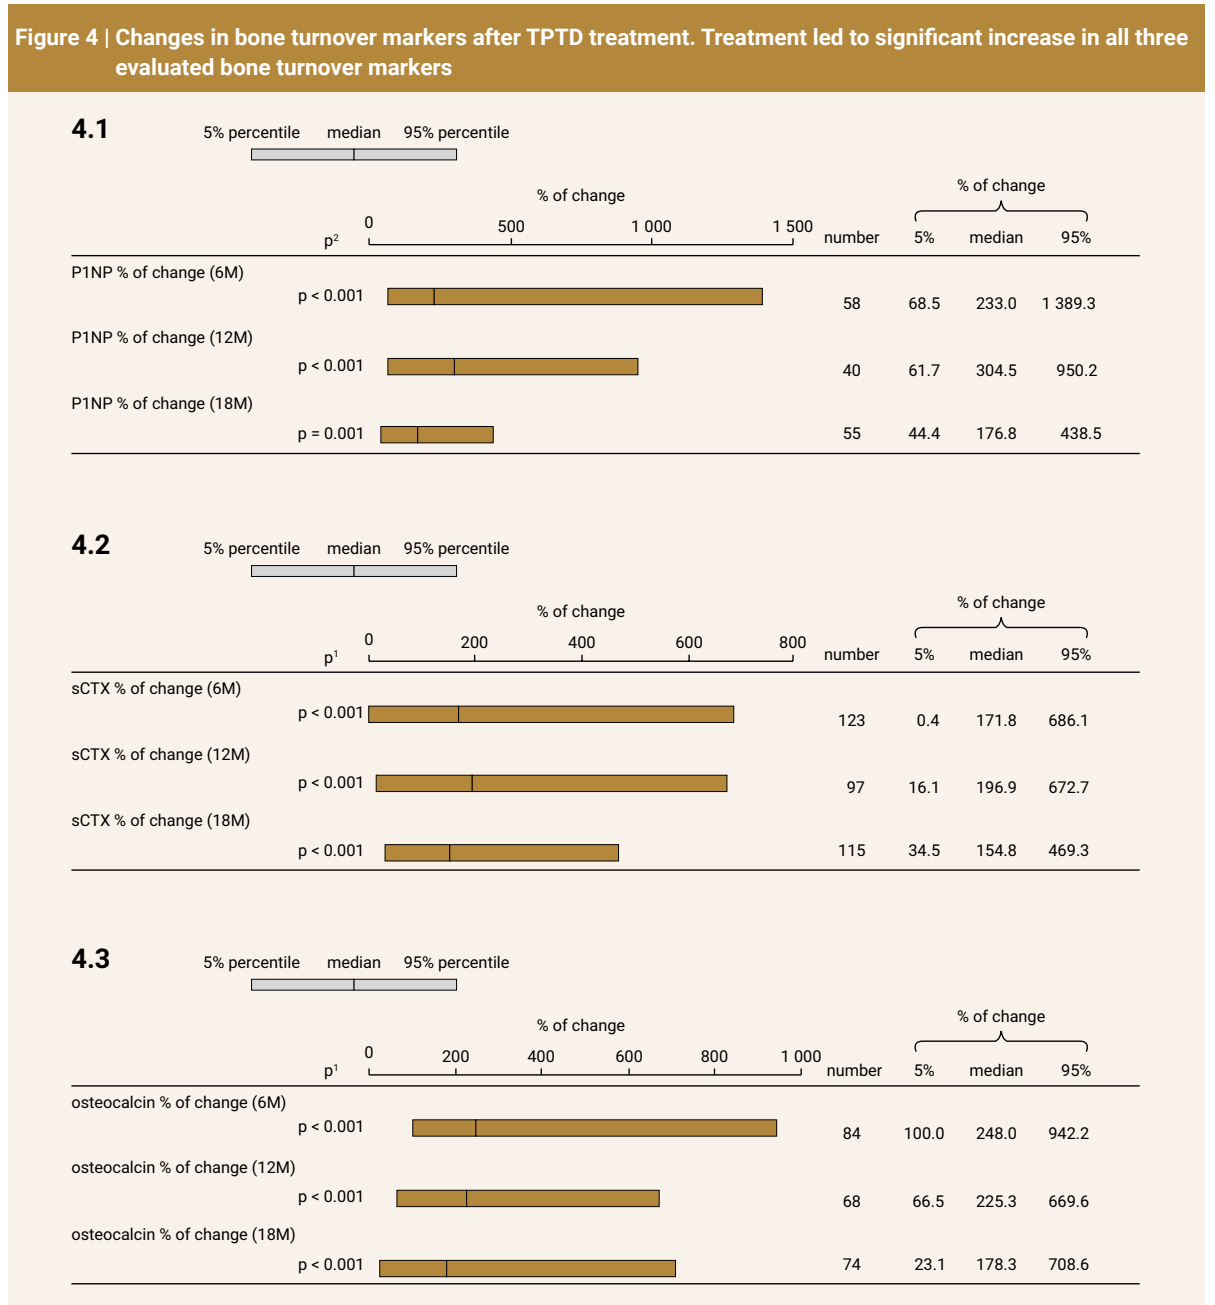 Figure 4 | Changes in bone turnover markers after TPTD treatment. Treatment led to significant increase in all three
evaluated bone turnover markers
4.1
5% percentile median 95% percentile
% of change
% of change
0 500 1 000 1 500
p² number 5% median 95%
P1NP % of change (6M)
p < 0.001 58 68.5 233.0 1 389.3
P1NP % of change (12M)
p < 0.001 40 61.7 304.5 950.2
P1NP % of change (18M)
p = 0.001 55 44.4 176.8 438.5
4.2
5% percentile median 95% percentile
% of change
% of change
0 200 400 600 800
p¹ number 5% median 95%
sCTX % of change (6M)
p < 0.001 123 0.4 171.8 686.1
sCTX % of change (12M)
p < 0.001 97 16.1 196.9 672.7
sCTX % of change (18M)
p < 0.001 115 34.5 154.8 469.3
4.3
5% percentile median 95% percentile
% of change
% of change
0 200 400 600 800 1 000
p¹ number 5% median 95%
osteocalcin % of change (6M)
p < 0.001 84 100.0 248.0 942.2
osteocalcin % of change (12M)
p < 0.001 68 66.5 225.3 669.6
osteocalcin % of change (18M)
p < 0.001 74 23.1 178.3 708.6